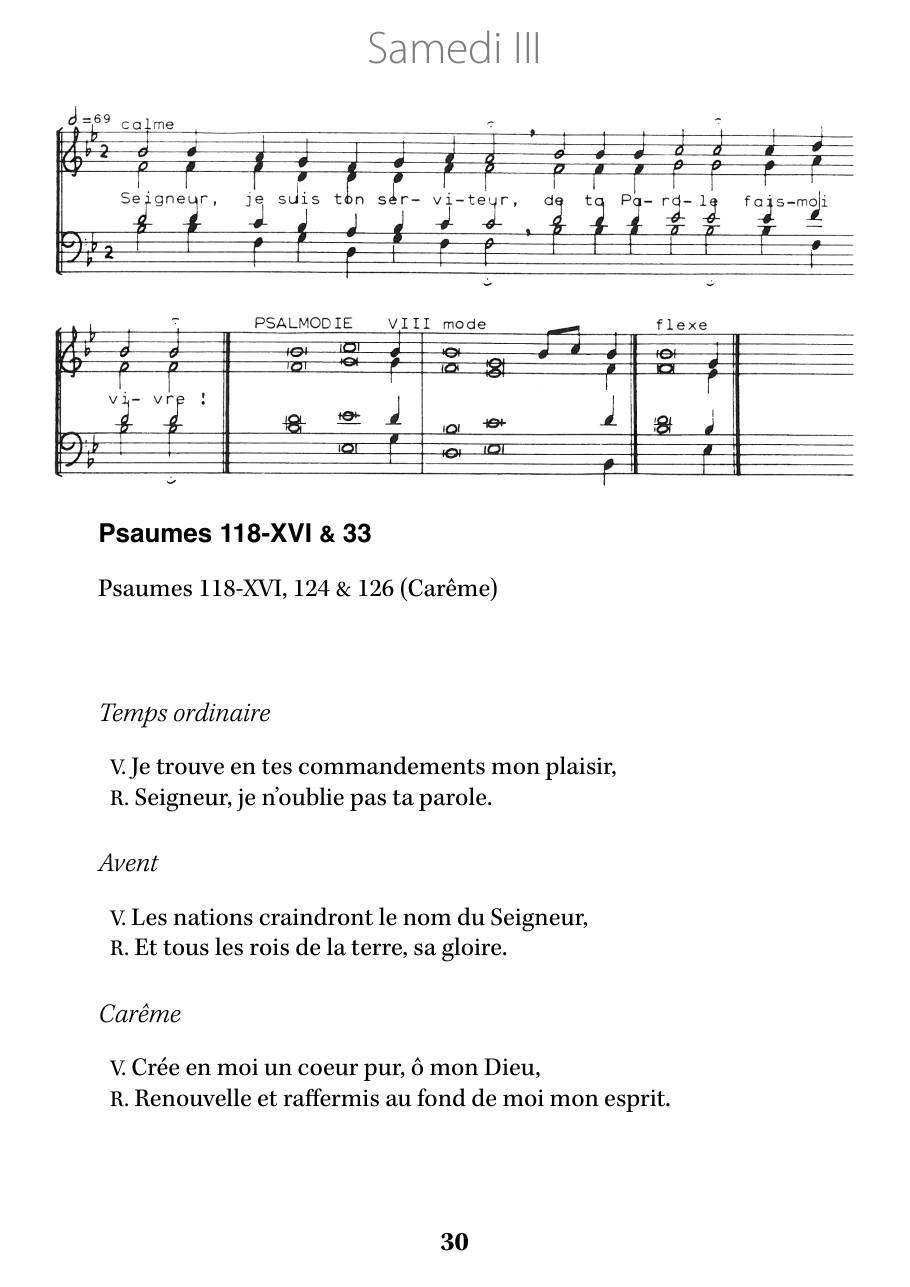 Samedi III
=69 calme
2
Seigneur, je suis ton ser- vi-teur, de ta Pa- ro- le fais-moi
2
PSALMODIE VIII mode flexe
vi- vre !
Psaumes 118-XVI & 33
Psaumes 118-XVI, 124 & 126 (Carême)
Temps ordinaire
V. Je trouve en tes commandements mon plaisir,
R. Seigneur, je n’oublie pas ta parole.
Avent
V. Les nations craindront le nom du Seigneur,
R. Et tous les rois de la terre, sa gloire.
Carême
V. Crée en moi un coeur pur, ô mon Dieu,
R. Renouvelle et raffermis au fond de moi mon esprit.
30